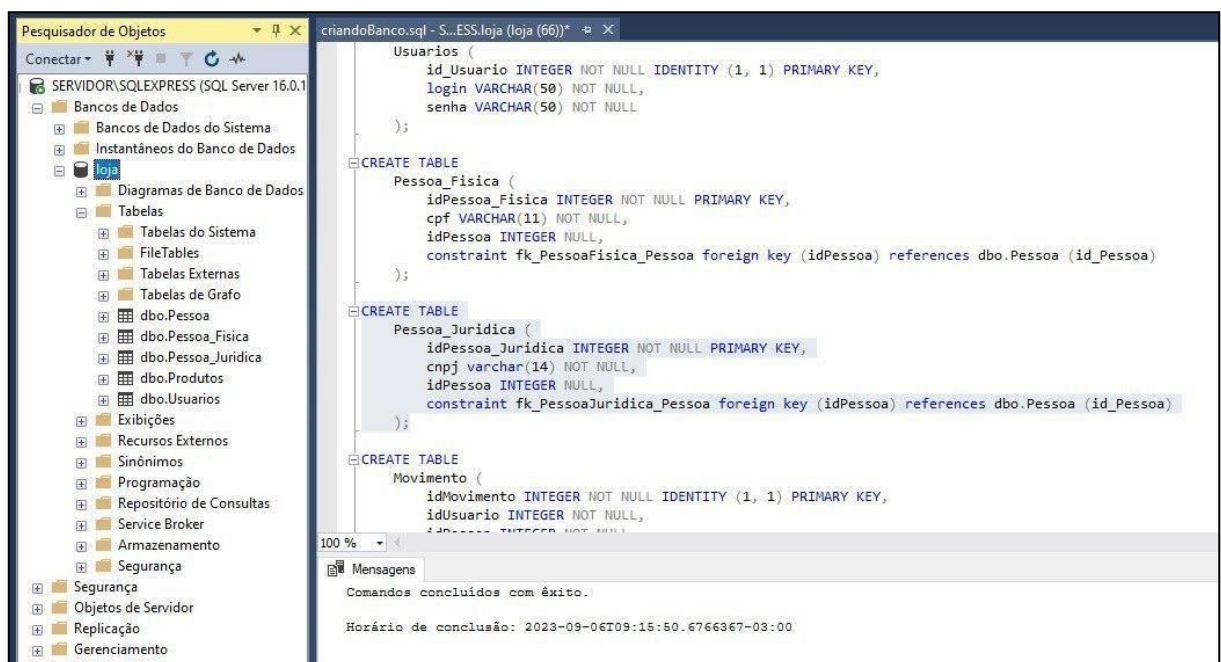 Pesquisador de Objetos
Conectar
SERVIDOR\SQLEXPRESS (SQL Server 16.0.1
Bancos de Dados
Bancos de Dados do Sistema
Instantâneos do Banco de Dados
loja
Diagramas de Banco de Dados
Tabelas
Tabelas do Sistema
FileTables
Tabelas Externas
Tabelas de Grafo
dbo.Pessoa
dbo.Pessoa_Fisica
dbo.Pessoa_Juridica
dbo.Produtos
dbo.Usuarios
Exibições
Recursos Externos
Sinônimos
Programação
Repositório de Consultas
Service Broker
Armazenamento
Segurança
Segurança
Objetos de Servidor
Replicação
Gerenciamento
criandoBanco.sql - S...ESS.loja (loja (66))*
Usuarios (
id_Usuario INTEGER NOT NULL IDENTITY (1, 1) PRIMARY KEY,
login VARCHAR(50) NOT NULL,
senha VARCHAR(50) NOT NULL
);
CREATE TABLE
Pessoa_Fisica (
idPessoa_Fisica INTEGER NOT NULL PRIMARY KEY,
cpf VARCHAR(11) NOT NULL,
idPessoa INTEGER NULL,
constraint fk_PessoaFisica_Pessoa foreign key (idPessoa) references dbo.Pessoa (id_Pessoa)
);
CREATE TABLE
Pessoa_Juridica (
idPessoa_Juridica INTEGER NOT NULL PRIMARY KEY,
cnpj varchar(14) NOT NULL,
idPessoa INTEGER NULL,
constraint fk_PessoaJuridica_Pessoa foreign key (idPessoa) references dbo.Pessoa (id_Pessoa)
);
CREATE TABLE
Movimento (
idMovimento INTEGER NOT NULL IDENTITY (1, 1) PRIMARY KEY,
idUsuario INTEGER NOT NULL,
100 %
Mensagens
Comandos concluídos com êxito.
Horário de conclusão: 2023-09-06T09:15:50.6766367-03:00